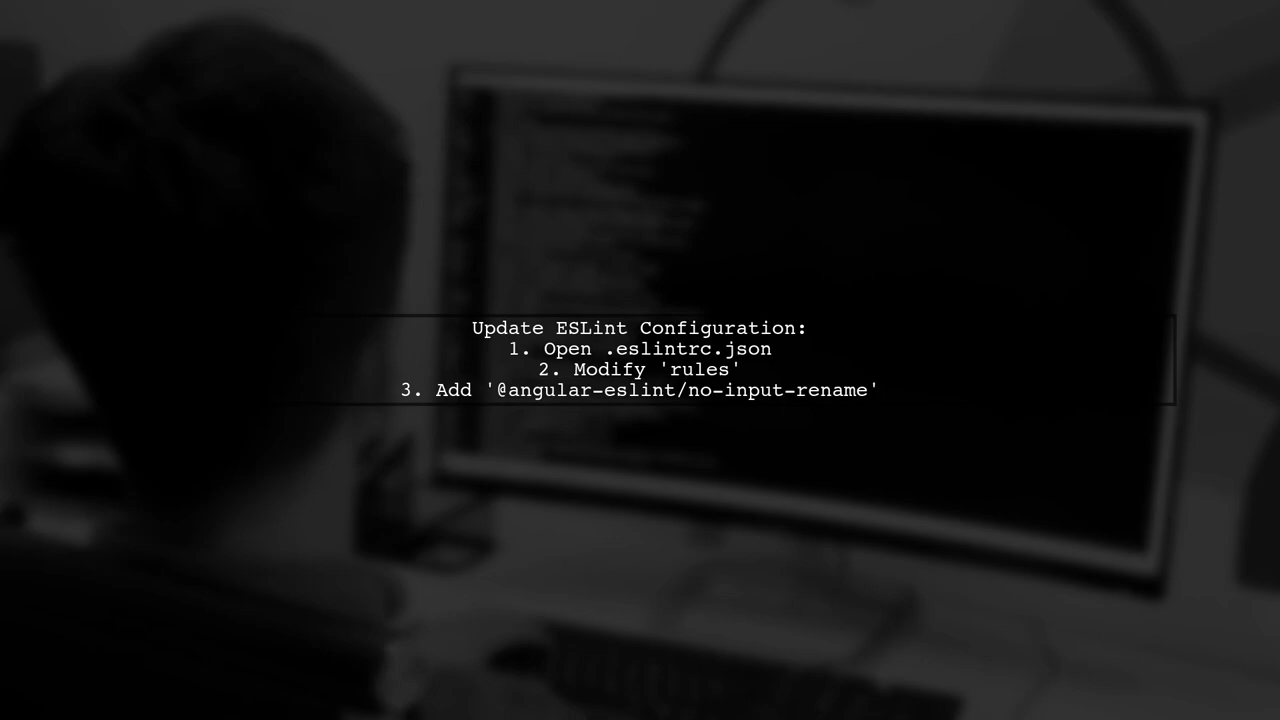 Update ESLint Configuration:
1. Open .eslintrc.json
2. Modify 'rules'
3. Add '@angular-eslint/no-input-rename'